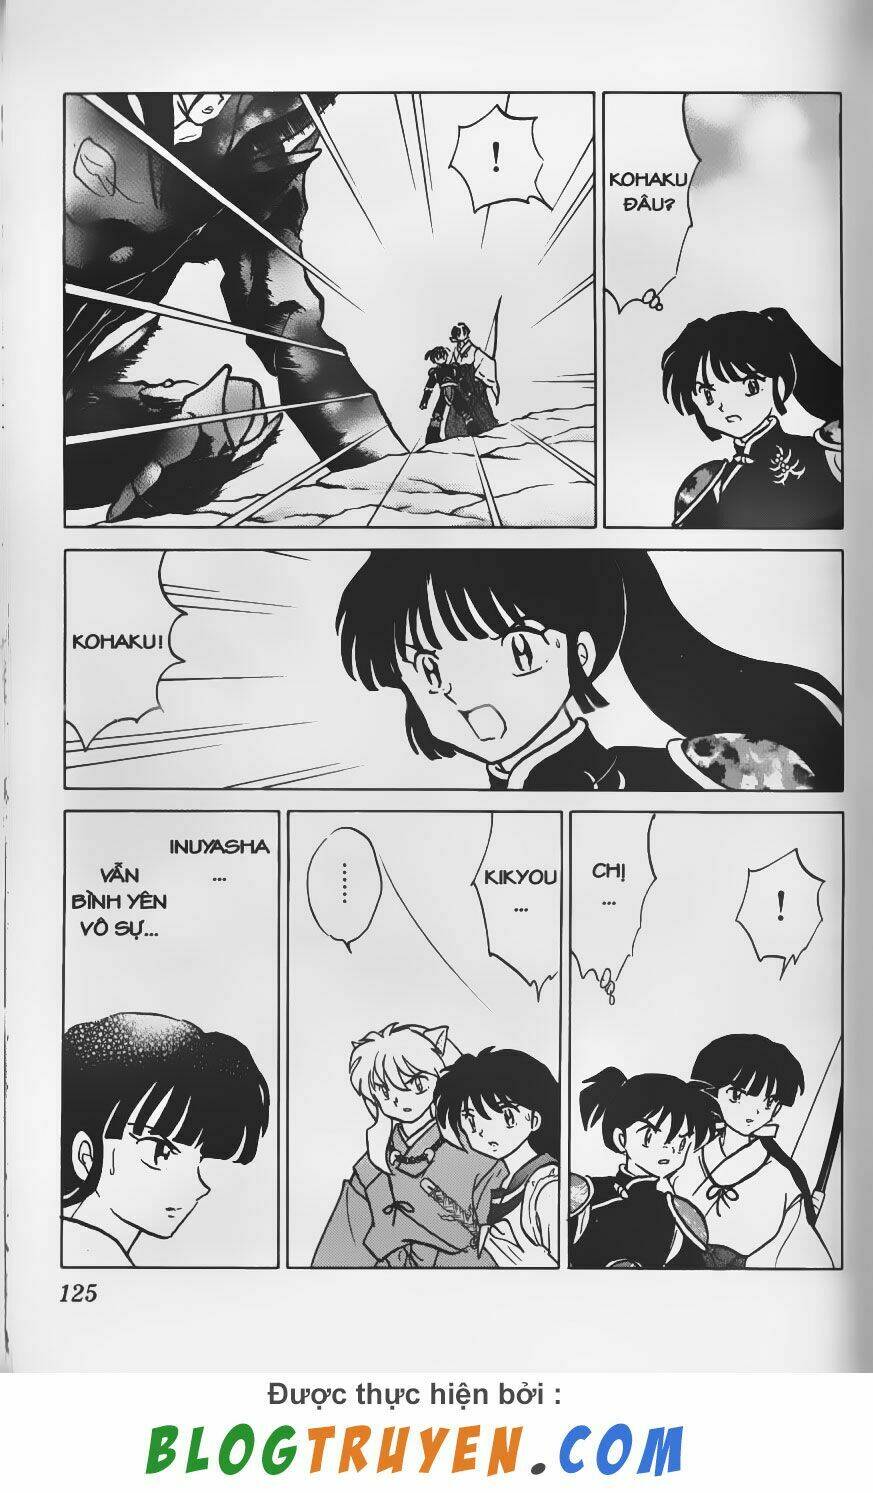 KOHAKU
ĐÂU?
!
KOHAKU!
!
CHỊ
...
KIKYOU
...
.......
INUYASHA
...
VẪN
BÌNH YÊN
VÔ SỰ...
125
Được thực hiện bởi :
BLOGTRUYEN.COM